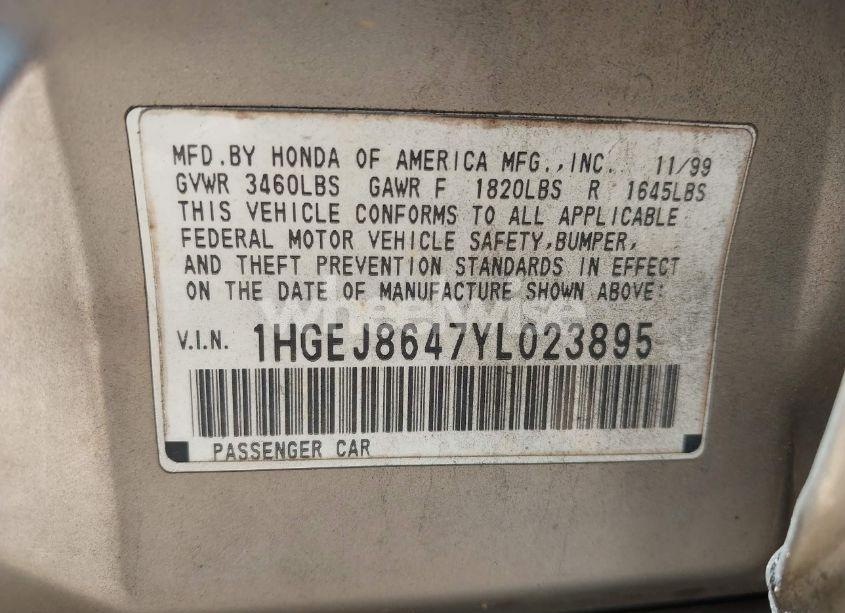 MFD.BY HONDA OF AMERICA MFG.,INC. 11/99
GVWR 3460LBS GAWR F 1820LBS R 1645LBS
THIS VEHICLE CONFORMS TO ALL APPLICABLE
FEDERAL MOTOR VEHICLE SAFETY,BUMPER,
AND THEFT PREVENTION STANDARDS IN EFFECT
ON THE DATE OF MANUFACTURE SHOWN ABOVE:
wheelwise
V.I.N. 1HGEJ8647YL023895
PASSENGER CAR